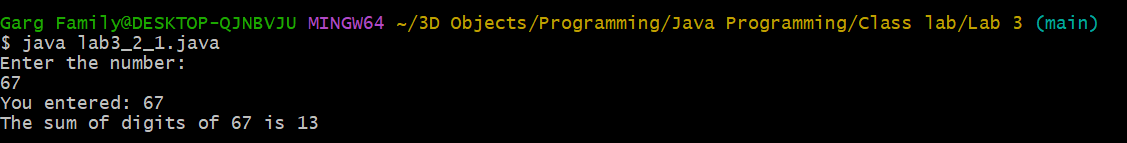 Garg Family@DESKTOP-QJNBVJU MINGW64 ~/3D Objects/Programming/Java Programming/Class lab/Lab 3 (main)
$ java lab3_2_1.java
Enter the number:
67
You entered: 67
The sum of digits of 67 is 13